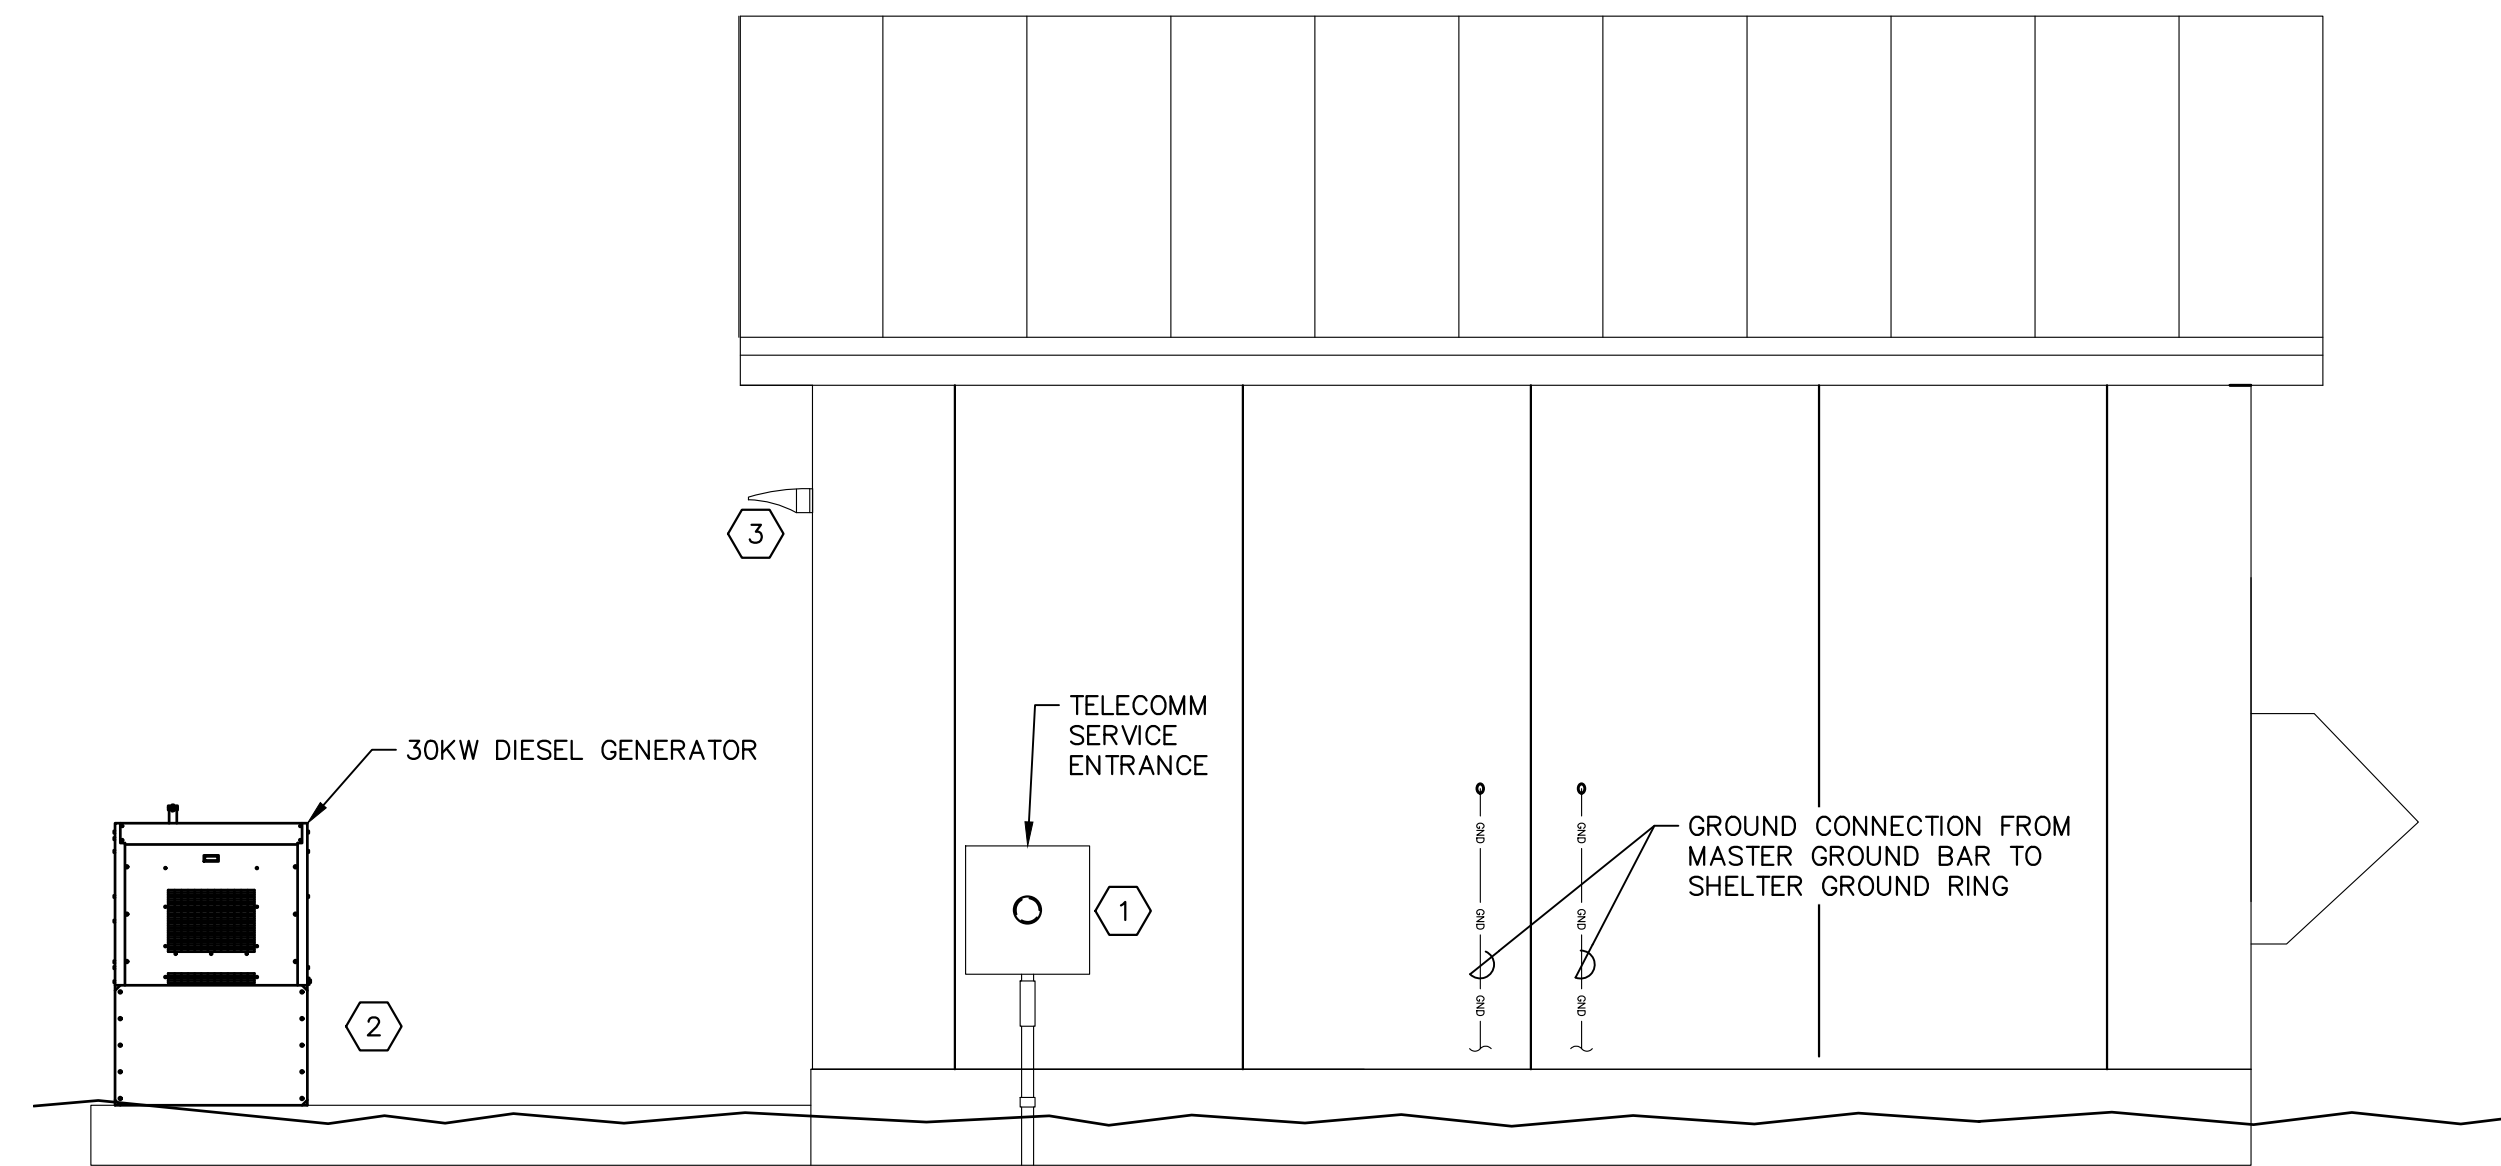 3
TELECOMM
SERVICE
ENTRANCE
30KW DIESEL GENERATOR
GROUND CONNECTION FROM
MASTER GROUND BAR TO
SHELTER GROUND RING
GND
GND
1
GND
GND
2
GND
GND